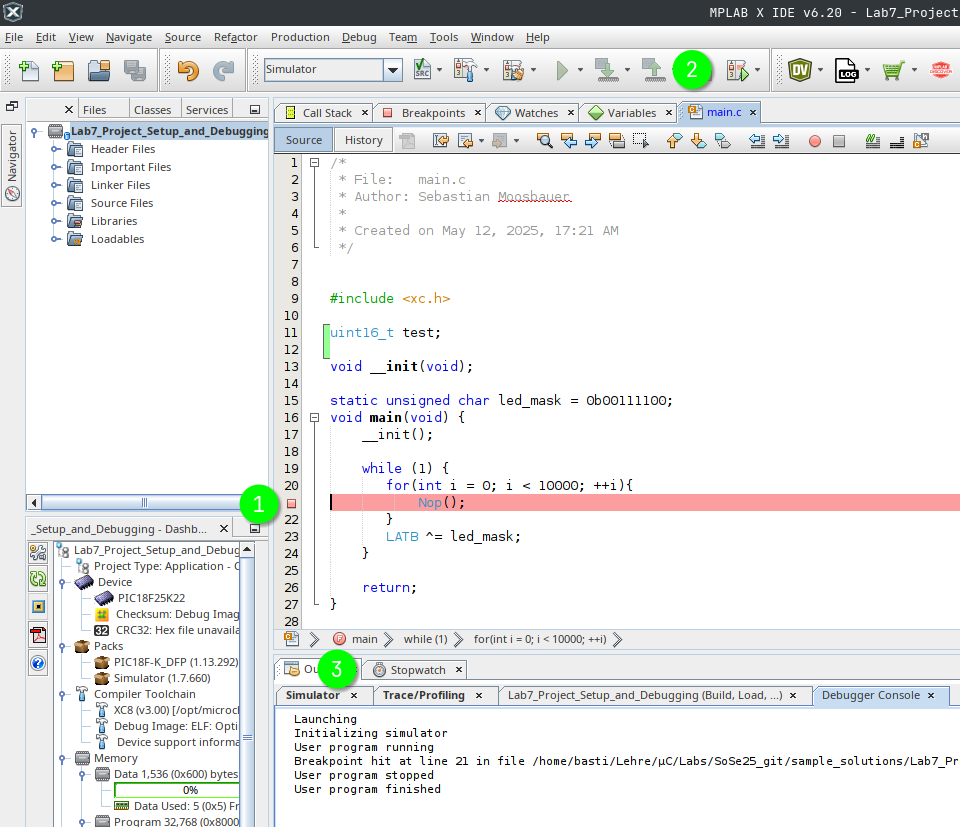 MPLAB X IDE v6.20 - Lab7_Project
File Edit View Navigate Source Refactor Production Debug Team Tools Window Help
Simulator
SRC
2
DV
LOG
Files Classes Services
Navigator
Lab7_Project_Setup_and_Debugging
Header Files
Important Files
Linker Files
Source Files
Libraries
Loadables
Call Stack Breakpoints Watches Variables main.c
Source History
1 /*
2 * File: main.c
3 * Author: Sebastian Moosbauer
4 *
5 * Created on May 12, 2025, 17:21 AM
6 */
7
8
9 #include <xc.h>
10
11 uint16_t test;
12
13 void __init(void);
14
15 static unsigned char led_mask = 0b00111100;
16 void main(void) {
17 __init();
18
19 while (1) {
20 for(int i = 0; i < 10000; ++i){
1 Nop();
22 }
23 LATB ^= led_mask;
24 }
25
26 return;
27 }
28
main while (1) for(int i = 0; i < 10000; ++i)
_Setup_and_Debugging - Dashb...
Lab7_Project_Setup_and_Debug
Project Type: Application - C
Device
PIC18F25K22
Checksum: Debug Imag
32 CRC32: Hex file unavaila
Packs
PIC18F-K_DFP (1.13.292)
Simulator (1.7.660)
Compiler Toolchain
XC8 (v3.00) [/opt/microcl
Debug Image: ELF: Opti
Device support informa
Memory
Data 1,536 (0x600) bytes
0%
Data Used: 5 (0x5) Fr
Program 32,768 (0x8000
Ou 3 Stopwatch
Simulator Trace/Profiling Lab7_Project_Setup_and_Debugging (Build, Load, ...) Debugger Console
Launching
Initializing simulator
User program running
Breakpoint hit at line 21 in file /home/basti/Lehre/µC/Labs/SoSe25_git/sample_solutions/Lab7_Pr
User program stopped
User program finished